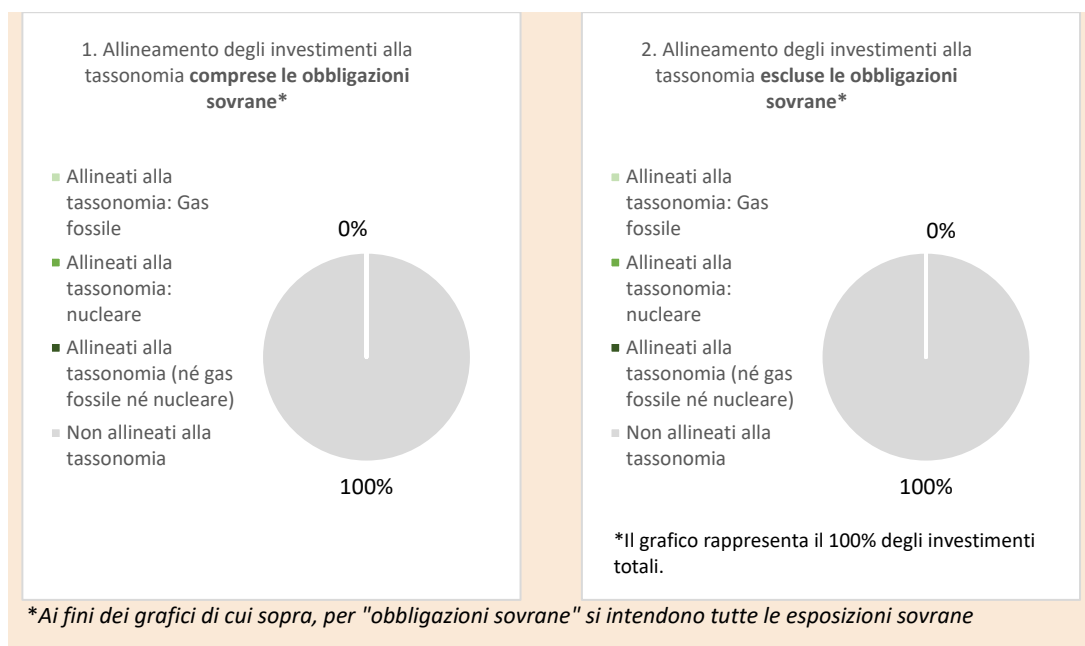 1. Allineamento degli investimenti alla
tassonomia comprese le obbligazioni
sovrane*
Allineati alla
tassonomia: Gas
fossile
Allineati alla
tassonomia:
nucleare
Allineati alla
tassonomia (né gas
fossile né nucleare)
Non allineati alla
tassonomia
0%
100%
2. Allineamento degli investimenti alla
tassonomia escluse le obbligazioni
sovrane*
Allineati alla
tassonomia: Gas
fossile
Allineati alla
tassonomia:
nucleare
Allineati alla
tassonomia (né gas
fossile né nucleare)
Non allineati alla
tassonomia
0%
100%
*Il grafico rappresenta il 100% degli investimenti
totali.
*Ai fini dei grafici di cui sopra, per "obbligazioni sovrane" si intendono tutte le esposizioni sovrane